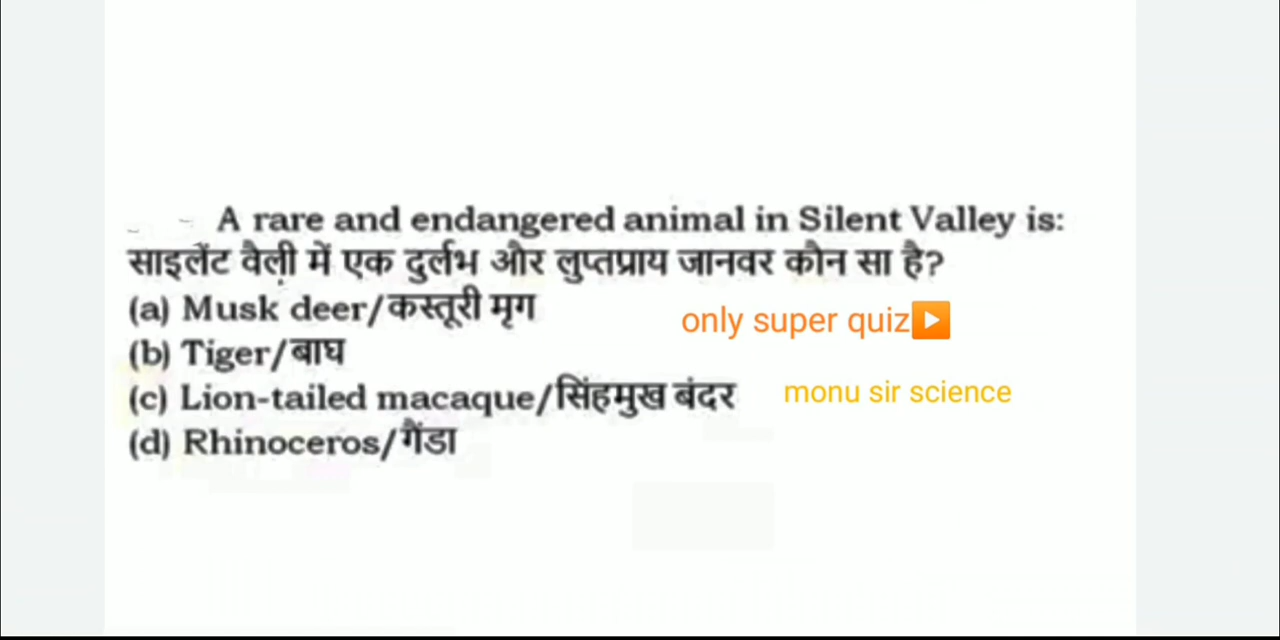 A rare and endangered animal in Silent Valley is:
साइलेंट वैली में एक दुर्लभ और लुप्तप्राय जानवर कौन सा है?
(a) Musk deer/कस्तूरी मृग
only super quiz▶️
(b) Tiger/बाघ
(c) Lion-tailed macaque/सिंहमुख बंदर
monu sir science
(d) Rhinoceros/गैंडा